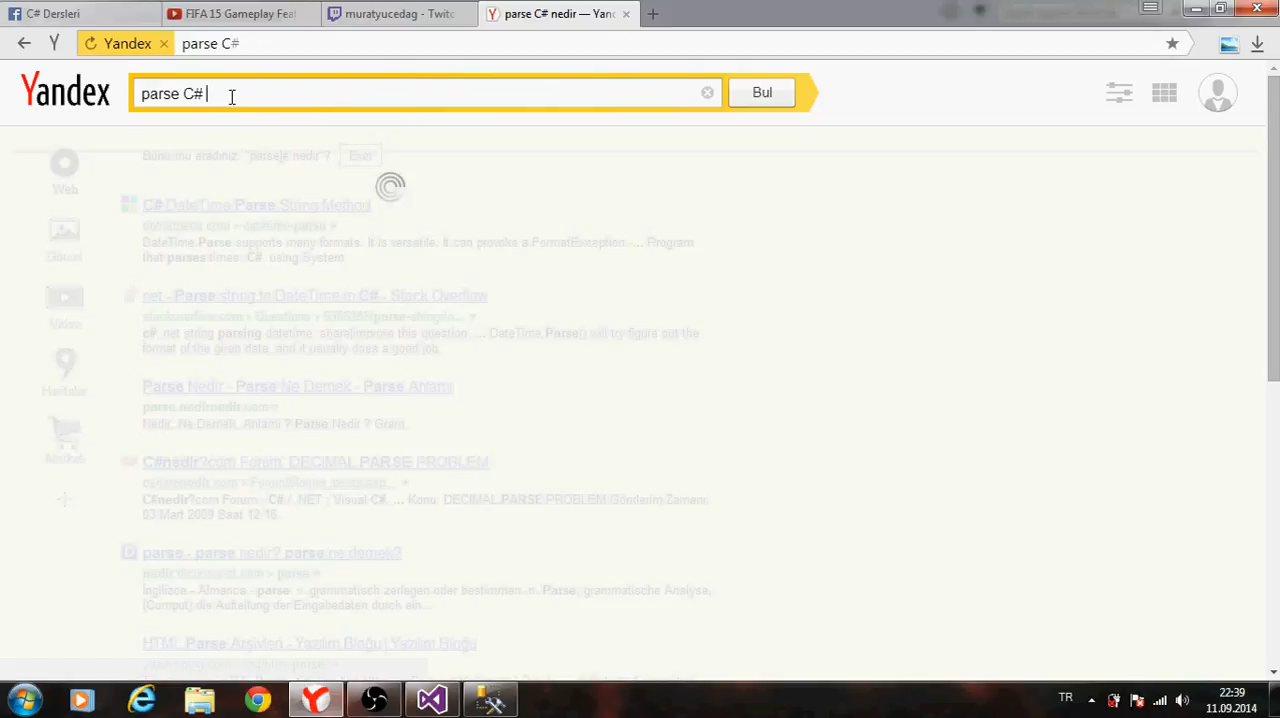 C# Dersleri
FIFA 15 Gameplay Feat
muratyucedag - Twitc
parse C# nedir — Yan
Yandex
parse C#
Yandex
parse C#
Bul
Bunu mu aradınız:
Web
C# DateTime Parse String Method
DateTime.Parse supports many formats. It is versatile. It can provoke a FormatException. ... Program
that parses times C#. using System
Görsel
net - Parse string to DateTime in C# - Stack Overflow
Video
c# .net string parsing datetime. share|improve this question. ... DateTime.Parse() will try figure out the
format of the given date, and it usually does a good job.
Parse Nedir - Parse Ne Demek - Parse Anlamı
Haritalar
parse.nedirnedir.com
Nedir, Ne Demek, Anlamı ? Parse Nedir ?
Market
C#nedir?com Forum: DECIMAL PARSE PROBLEM
C#nedir?com Forum : C# / .NET : Visual C#. ... Konu: DECIMAL.PARSE PROBLEM /Gönderim Zamanı:
03 Mart 2009 Saat 12:16.
parse - parse nedir? parse ne demek?
İngilizce - Almanca - parse v. grammatisch zerlegen oder bestimmen. n. Parse, grammatische Analyse,
(Comput) die Aufteilung der Eingabedaten durch ein...
HTML Parse Arşivleri - Yazılım Bloğu | Yazılım Bloğu
TR
22:39
11.09.2014